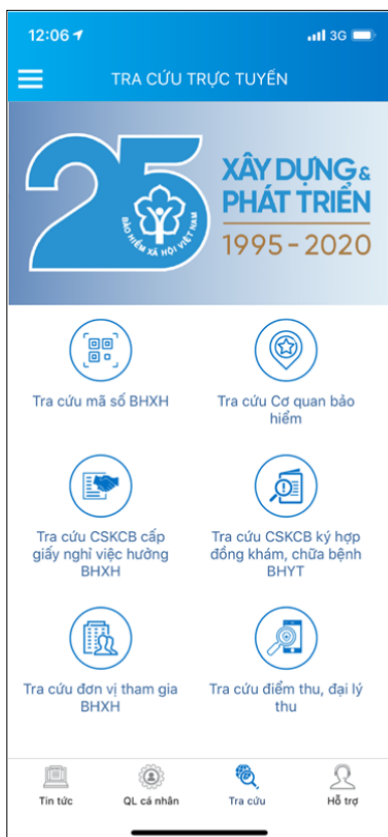 12:06
3G
TRA CỨU TRỰC TUYẾN
25
XÂY DỰNG &
PHÁT TRIỂN
1995 - 2020
BẢO HIỂM XÃ HỘI VIỆT NAM
Tra cứu mã số BHXH
Tra cứu Cơ quan bảo
hiểm
Tra cứu CSKCB cấp
giấy nghỉ việc hưởng
BHXH
Tra cứu CSKCB ký hợp
đồng khám, chữa bệnh
BHYT
Tra cứu đơn vị tham gia
BHXH
Tra cứu điểm thu, đại lý
thu
Tin tức
QL cá nhân
Tra cứu
Hỗ trợ